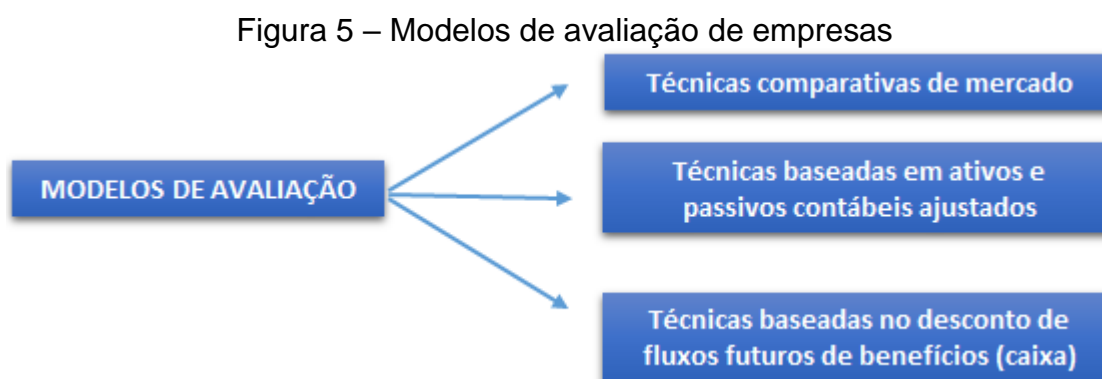 Figura 5 – Modelos de avaliação de empresas
Técnicas comparativas de mercado
MODELOS DE AVALIAÇÃO
Técnicas baseadas em ativos e
passivos contábeis ajustados
Técnicas baseadas no desconto de
fluxos futuros de benefícios (caixa)